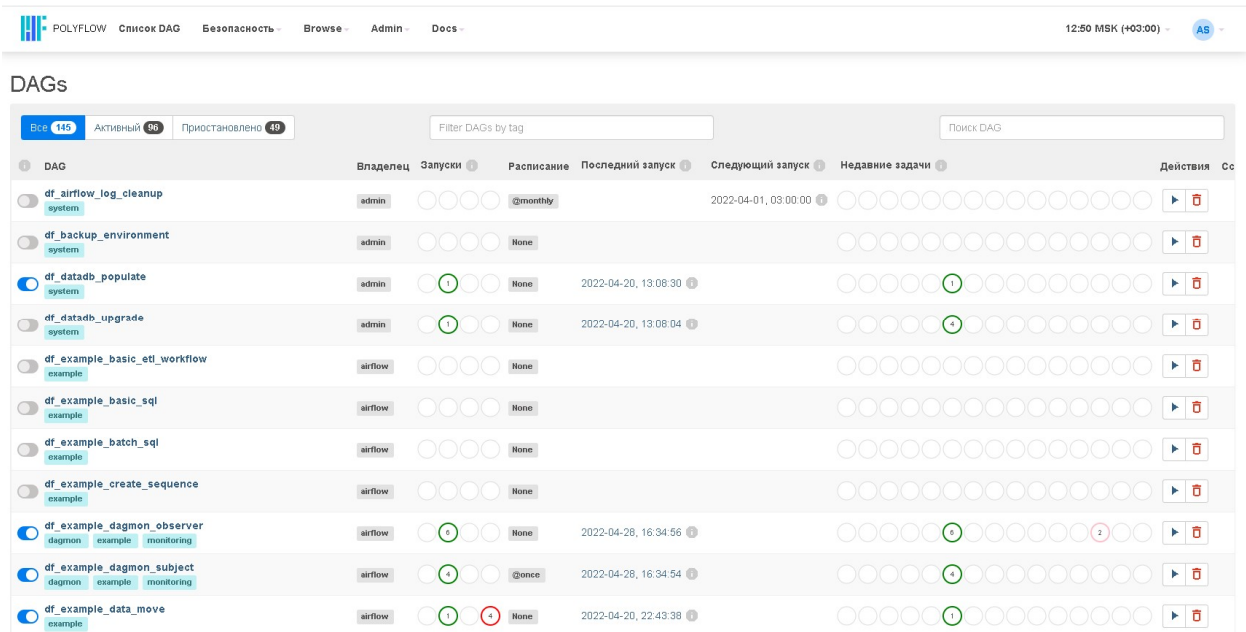 POLYFLOW Список DAG Безопасность Browse Admin Docs 12:50 MSK (+03:00) AS
DAGs
Все 145 Активный 96 Приостановлено 49 Filter DAGs by tag Поиск DAG
DAG Владелец Запуски Расписание Последний запуск Следующий запуск Недавние задачи Действия Сс
df_airflow_log_cleanup
system admin @monthly 2022-04-01, 03:00:00
df_backup_environment
system admin None
df_datadb_populate
system admin 1 None 2022-04-20, 13:08:30 1
df_datadb_upgrade
system admin 1 None 2022-04-20, 13:08:04 4
df_example_basic_etl_workflow
example airflow None
df_example_basic_sql
example airflow None
df_example_batch_sql
example airflow None
df_example_create_sequence
example airflow None
df_example_dagmon_observer
dagmon example monitoring airflow 6 None 2022-04-28, 16:34:56 6 2
df_example_dagmon_subject
dagmon example monitoring airflow 4 @once 2022-04-28, 16:34:54 4
df_example_data_move
example airflow 1 4 None 2022-04-20, 22:43:38 1